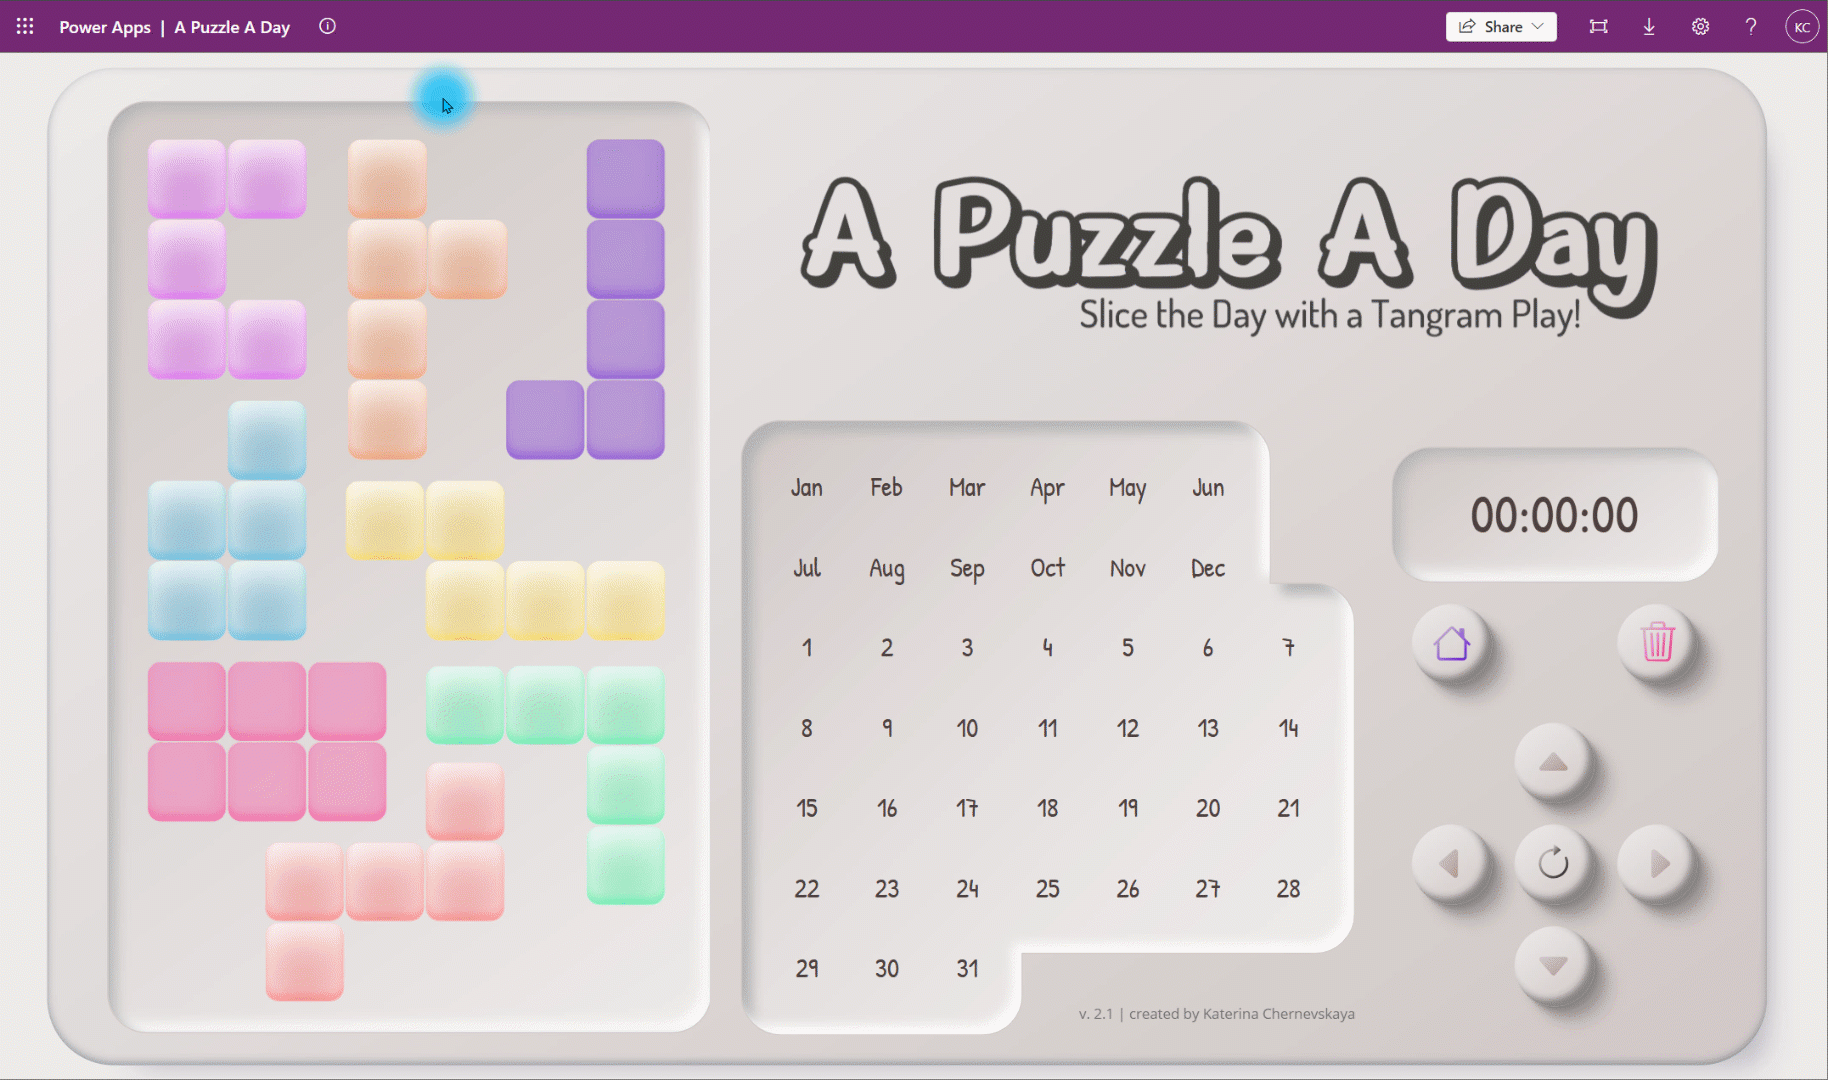 Power Apps | A Puzzle A Day
Share
?
KC
A Puzzle A Day
Slice the Day with a Tangram Play!
Jan Feb Mar Apr May Jun
Jul Aug Sep Oct Nov Dec
1 2 3 4 5 6 7
8 9 10 11 12 13 14
15 16 17 18 19 20 21
22 23 24 25 26 27 28
29 30 31
00:00:00
v. 2.1 | created by Katerina Chernevskaya